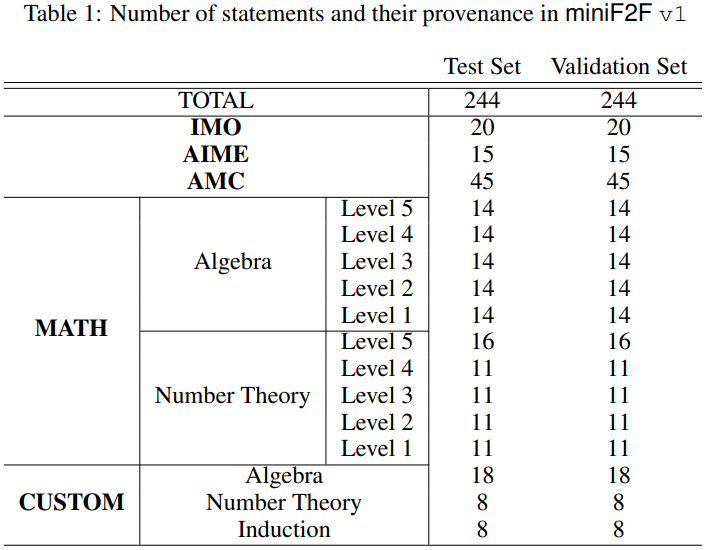 Table 1: Number of statements and their provenance in miniF2F v1
Test Set Validation Set
TOTAL 244 244
IMO 20 20
AIME 15 15
AMC 45 45
MATH Algebra Level 5 14 14
Level 4 14 14
Level 3 14 14
Level 2 14 14
Level 1 14 14
Number Theory Level 5 16 16
Level 4 11 11
Level 3 11 11
Level 2 11 11
Level 1 11 11
CUSTOM Algebra 18 18
Number Theory 8 8
Induction 8 8